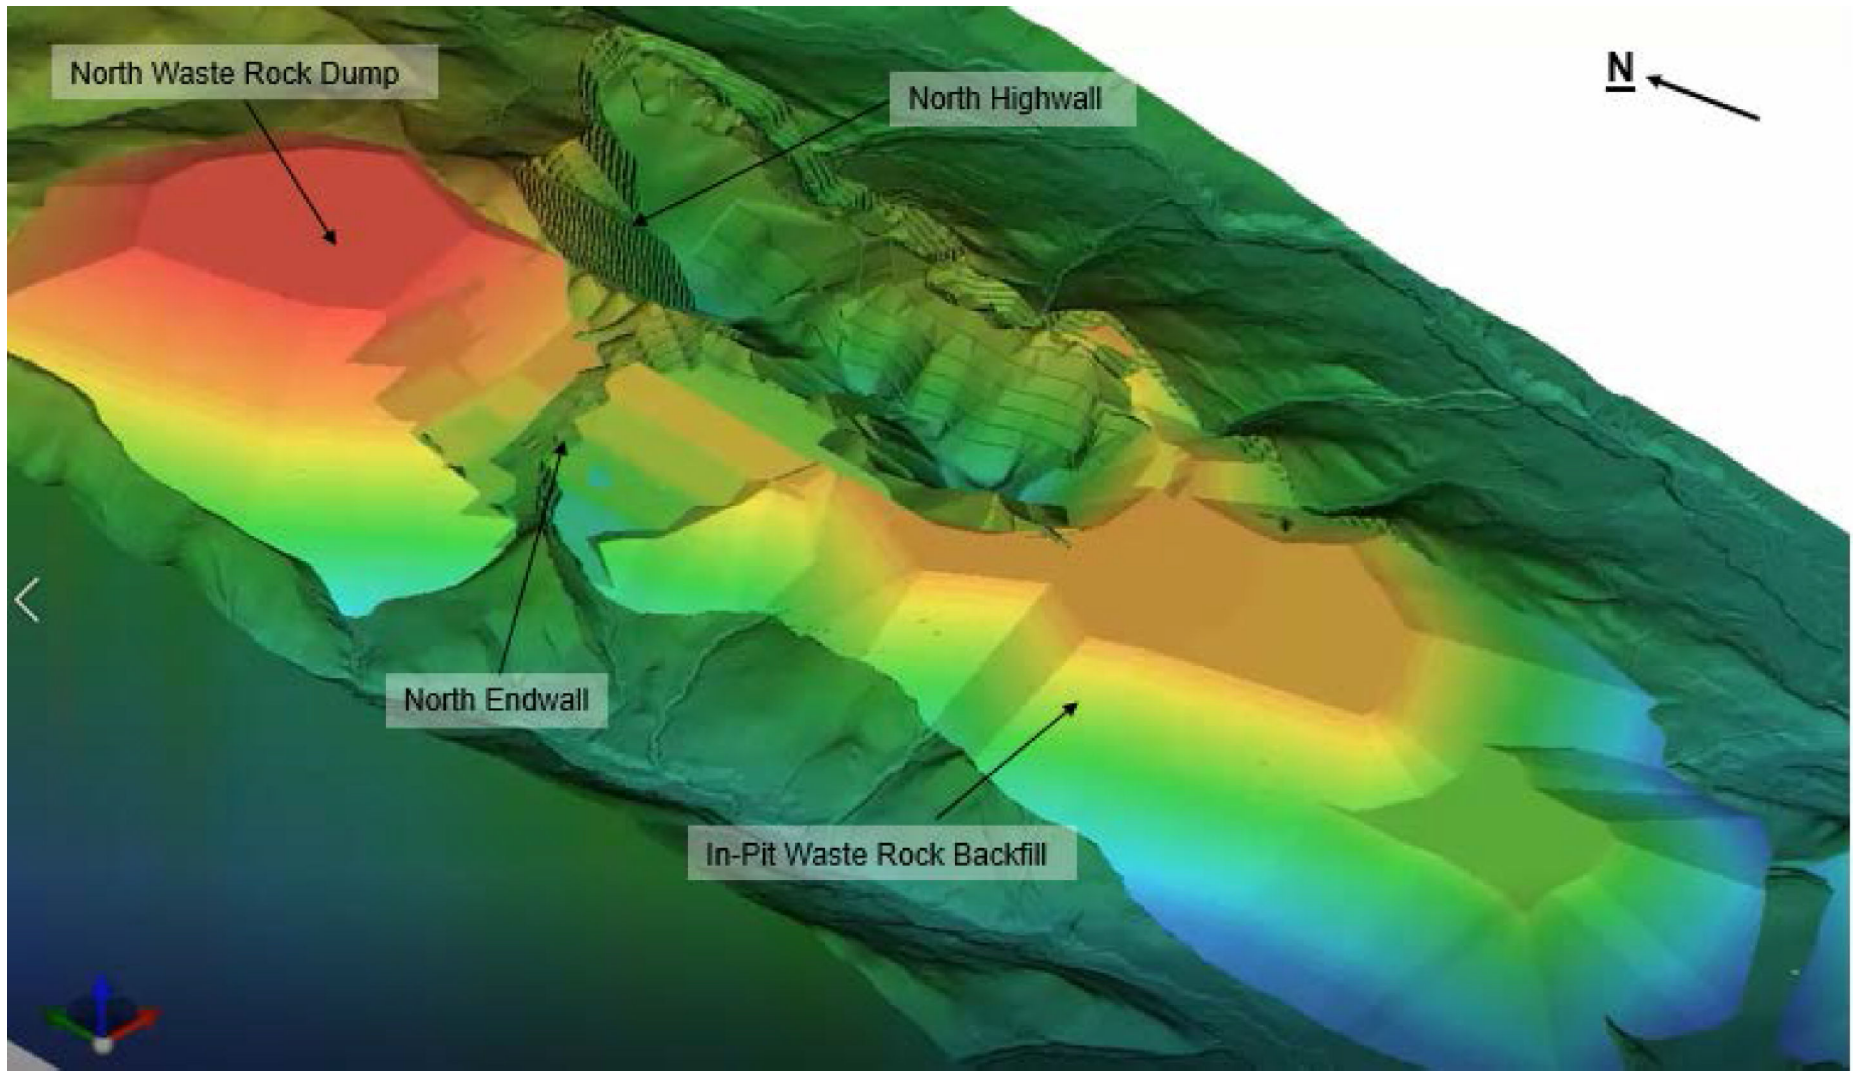 North Waste Rock Dump
North Highwall
N
North Endwall
In-Pit Waste Rock Backfill